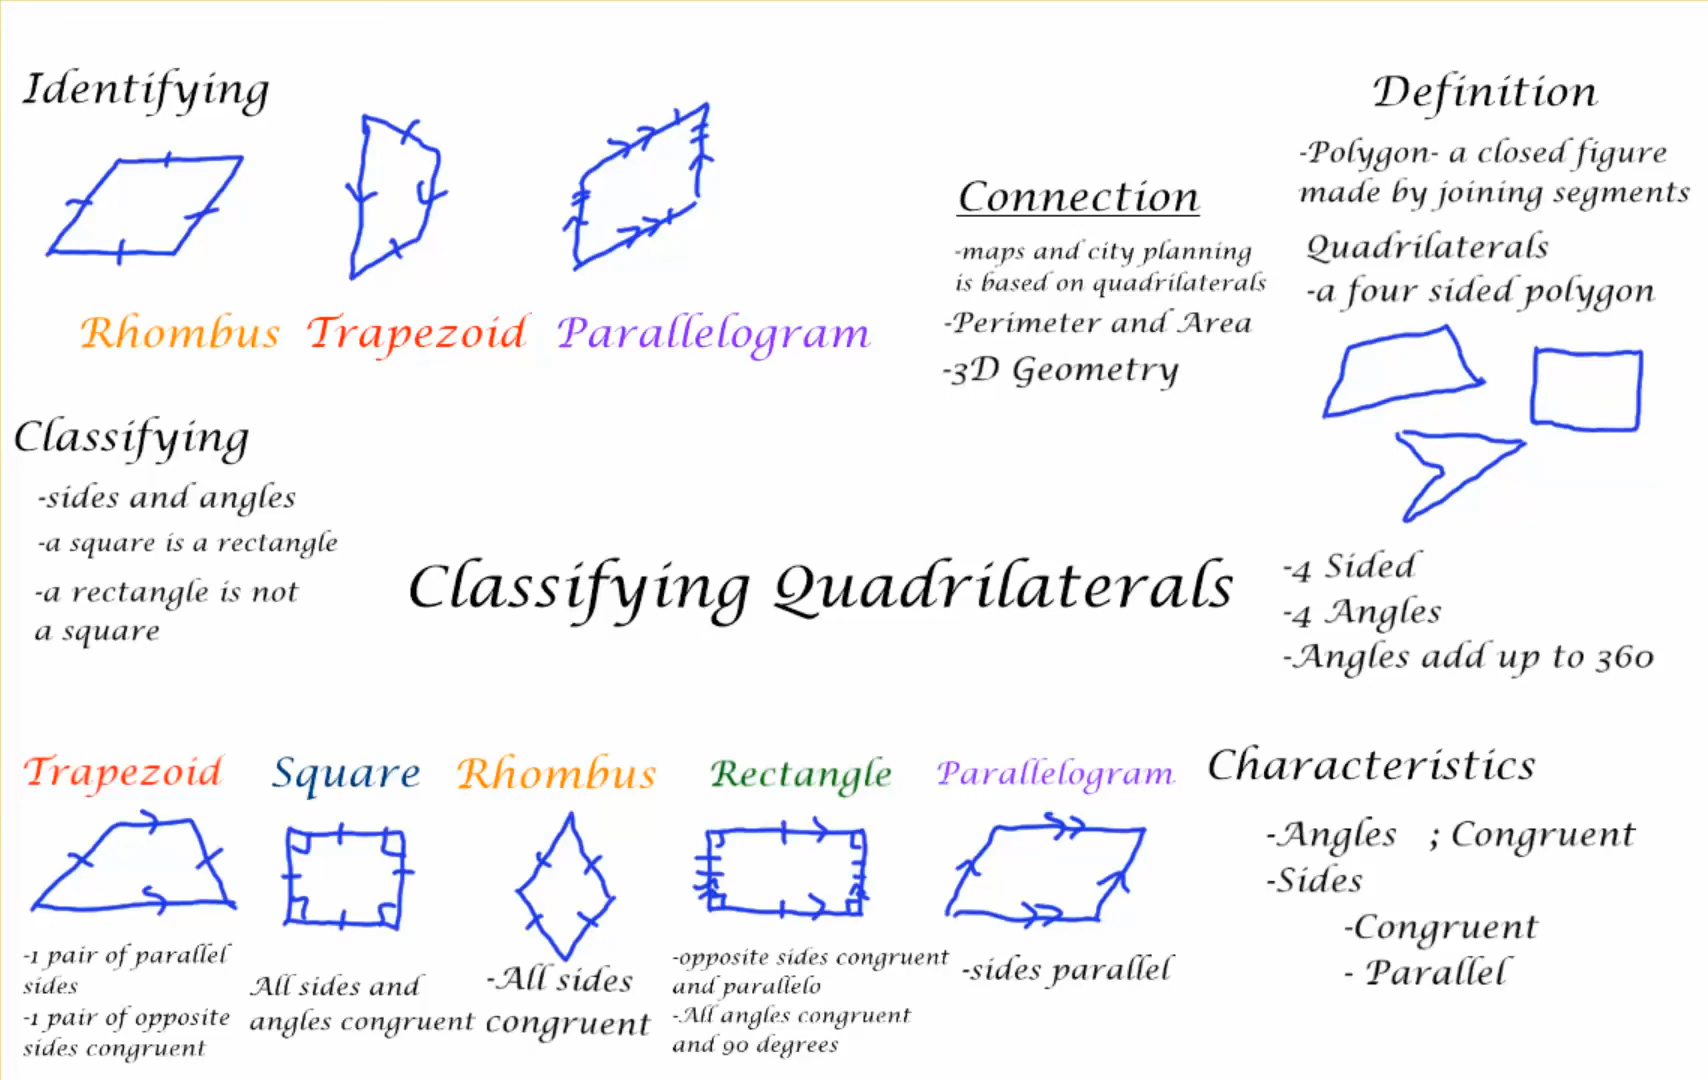 Identifying
Rhombus
Trapezoid
Parallelogram
Connection
-maps and city planning
is based on quadrilaterals
-Perimeter and Area
-3D Geometry
Definition
-Polygon- a closed figure
made by joining segments
Quadrilaterals
-a four sided polygon
-4 Sided
-4 Angles
-Angles add up to 360
Classifying
-sides and angles
-a square is a rectangle
-a rectangle is not
a square
Classifying Quadrilaterals
Trapezoid
-1 pair of parallel
sides
-1 pair of opposite
sides congruent
Square
All sides and
angles congruent
Rhombus
-All sides
congruent
Rectangle
-opposite sides congruent
and parallelo
-All angles congruent
and 90 degrees
Parallelogram
-sides parallel
Characteristics
-Angles ; Congruent
-Sides
-Congruent
- Parallel